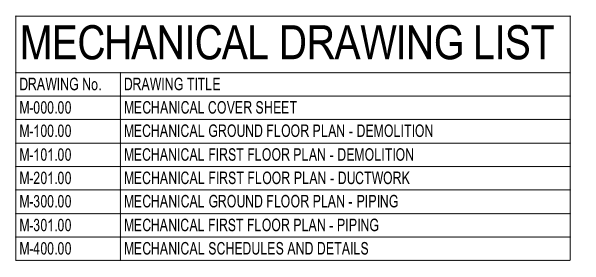 MECHANICAL DRAWING LIST
DRAWING No. DRAWING TITLE
M-000.00 MECHANICAL COVER SHEET
M-100.00 MECHANICAL GROUND FLOOR PLAN - DEMOLITION
M-101.00 MECHANICAL FIRST FLOOR PLAN - DEMOLITION
M-201.00 MECHANICAL FIRST FLOOR PLAN - DUCTWORK
M-300.00 MECHANICAL GROUND FLOOR PLAN - PIPING
M-301.00 MECHANICAL FIRST FLOOR PLAN - PIPING
M-400.00 MECHANICAL SCHEDULES AND DETAILS